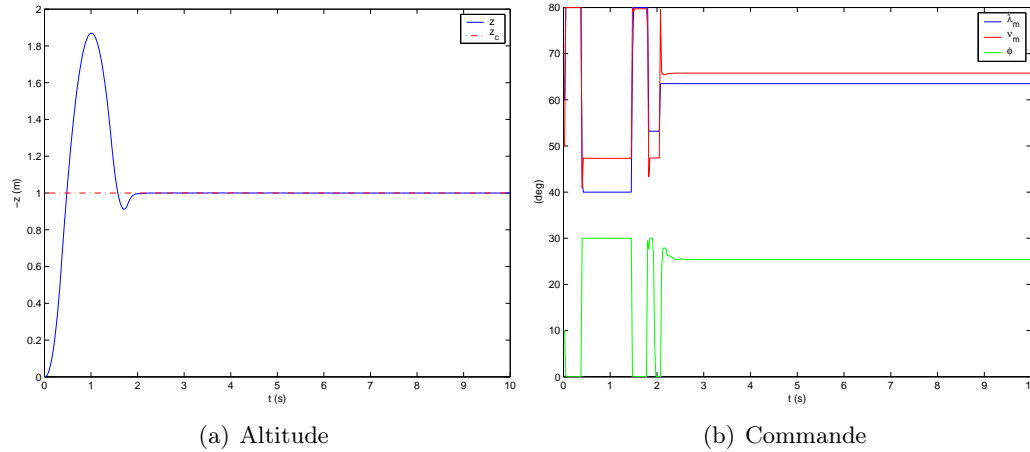 z
z_c
2
1.8
1.6
1.4
1.2
1
0.8
0.6
0.4
0.2
0
−z (m)
0 1 2 3 4 5 6 7 8 9 10
t (s)
(a) Altitude
λ_m
ν_m
ϕ
80
70
60
50
40
30
20
10
0
(deg)
0 1 2 3 4 5 6 7 8 9 10
t (s)
(b) Commande